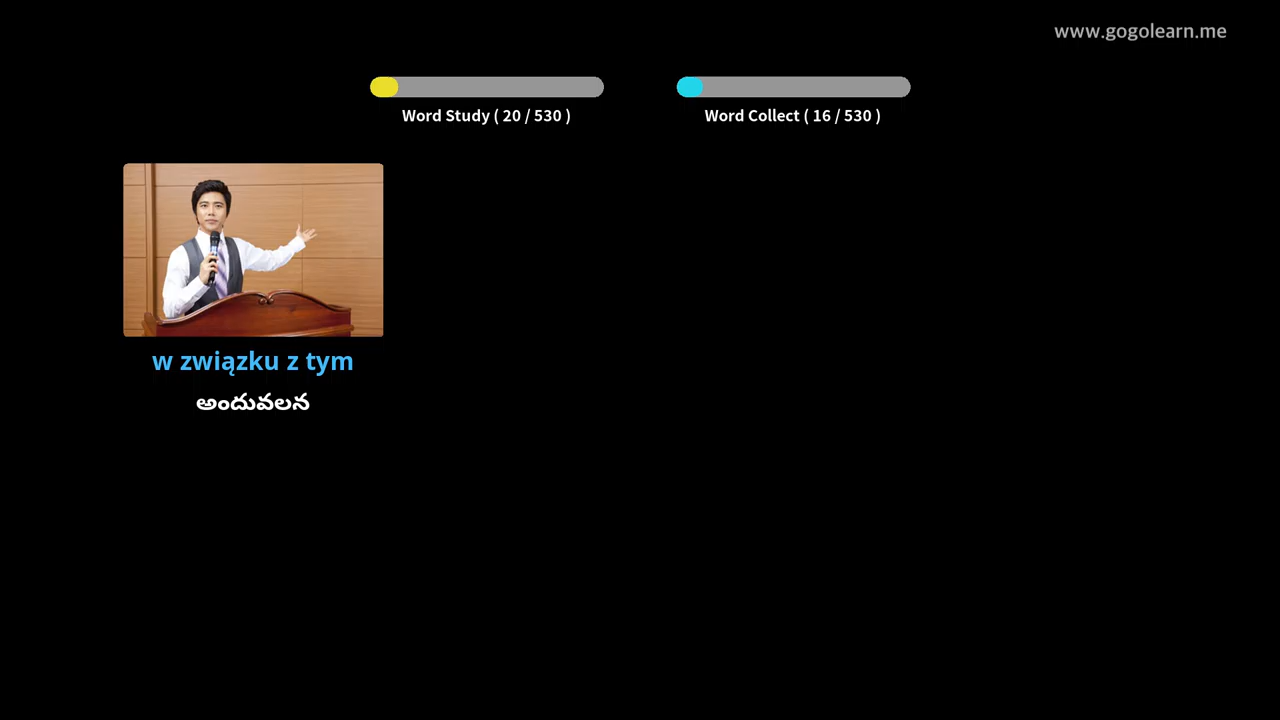 www.gogolearn.me
Word Study ( 20 / 530 )
Word Collect ( 16 / 530 )
w związku z tym
అందువలన